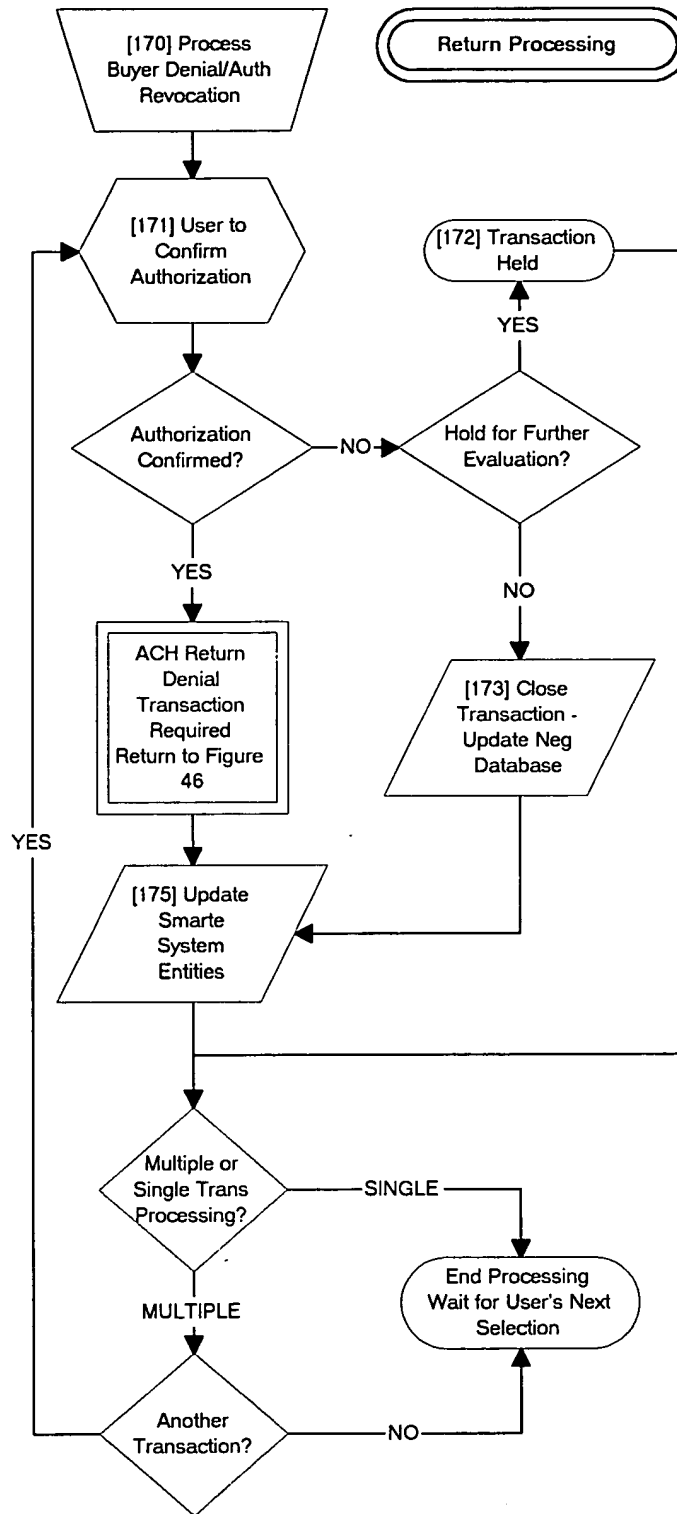 [170] Process
Buyer Denial/Auth
Revocation
Return Processing
[171] User to
Confirm
Authorization
[172] Transaction
Held
YES
Authorization
Confirmed?
NO
Hold for Further
Evaluation?
YES
NO
ACH Return
Denial
Transaction
Required
Return to Figure
46
[173] Close
Transaction -
Update Neg
Database
YES
[175] Update
Smarte
System
Entities
Multiple or
Single Trans
Processing?
SINGLE
End Processing
Wait for User's Next
Selection
MULTIPLE
Another
Transaction?
NO